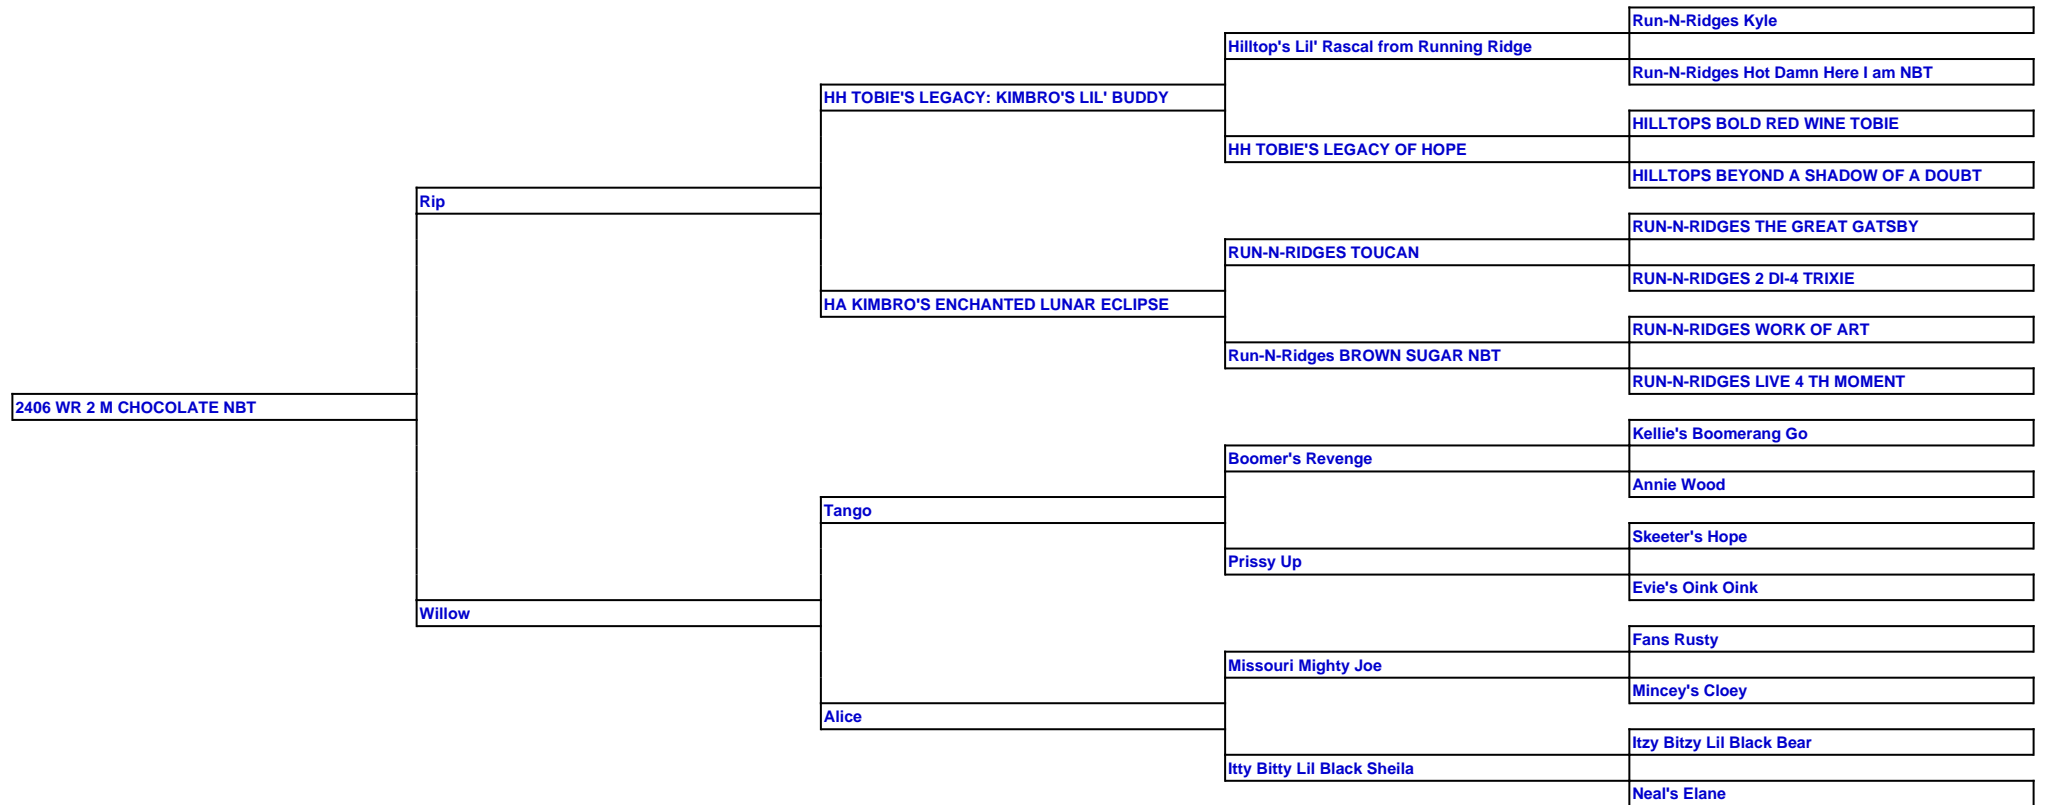 Run-N-Ridges Kyle
Hilltop's Lil' Rascal from Running Ridge
Run-N-Ridges Hot Damn Here I am NBT
HH TOBIE'S LEGACY: KIMBRO'S LIL' BUDDY
HILLTOPS BOLD RED WINE TOBIE
HH TOBIE'S LEGACY OF HOPE
HILLTOPS BEYOND A SHADOW OF A DOUBT
Rip
RUN-N-RIDGES THE GREAT GATSBY
RUN-N-RIDGES TOUCAN
RUN-N-RIDGES 2 DI-4 TRIXIE
HA KIMBRO'S ENCHANTED LUNAR ECLIPSE
RUN-N-RIDGES WORK OF ART
Run-N-Ridges BROWN SUGAR NBT
RUN-N-RIDGES LIVE 4 TH MOMENT
2406 WR 2 M CHOCOLATE NBT
Kellie's Boomerang Go
Boomer's Revenge
Annie Wood
Tango
Skeeter's Hope
Prissy Up
Evie's Oink Oink
Willow
Fans Rusty
Missouri Mighty Joe
Mincey's Cloey
Alice
Itzy Bitzy Lil Black Bear
Itty Bitty Lil Black Sheila
Neal's Elane